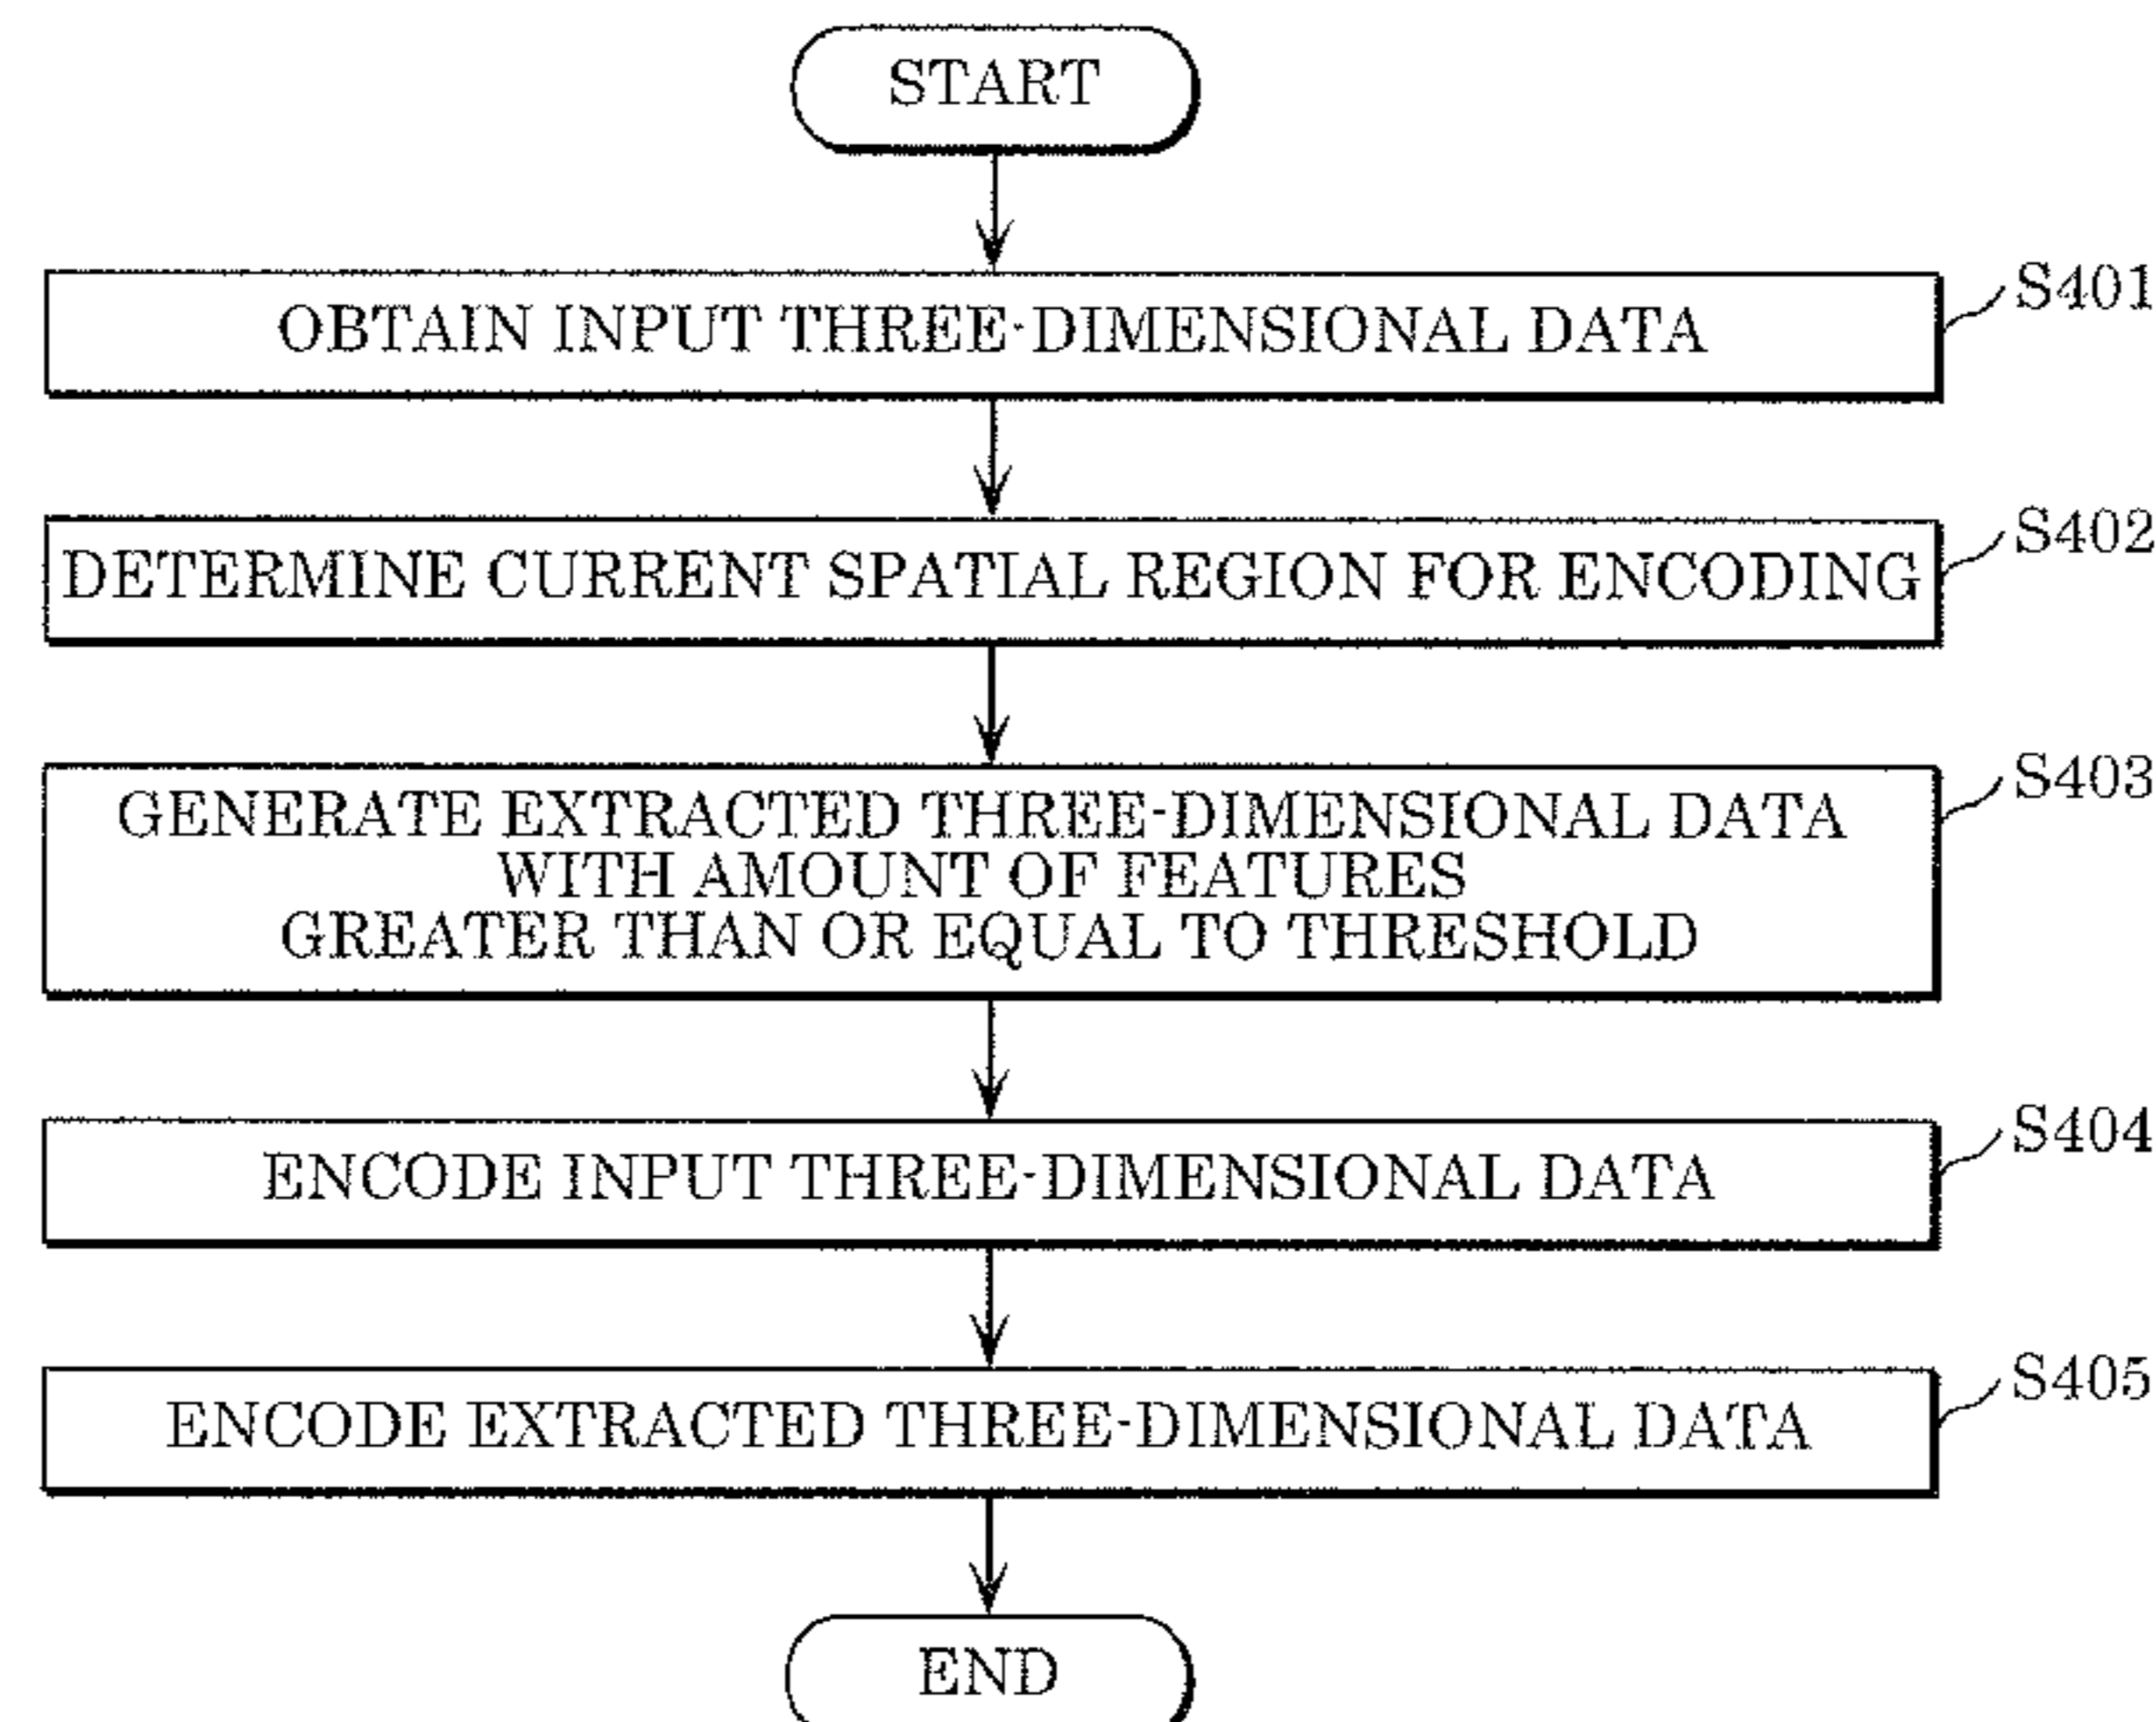 START
OBTAIN INPUT THREE-DIMENSIONAL DATA
S401
DETERMINE CURRENT SPATIAL REGION FOR ENCODING
S402
GENERATE EXTRACTED THREE-DIMENSIONAL DATA
WITH AMOUNT OF FEATURES
GREATER THAN OR EQUAL TO THRESHOLD
S403
ENCODE INPUT THREE-DIMENSIONAL DATA
S404
ENCODE EXTRACTED THREE-DIMENSIONAL DATA
S405
END